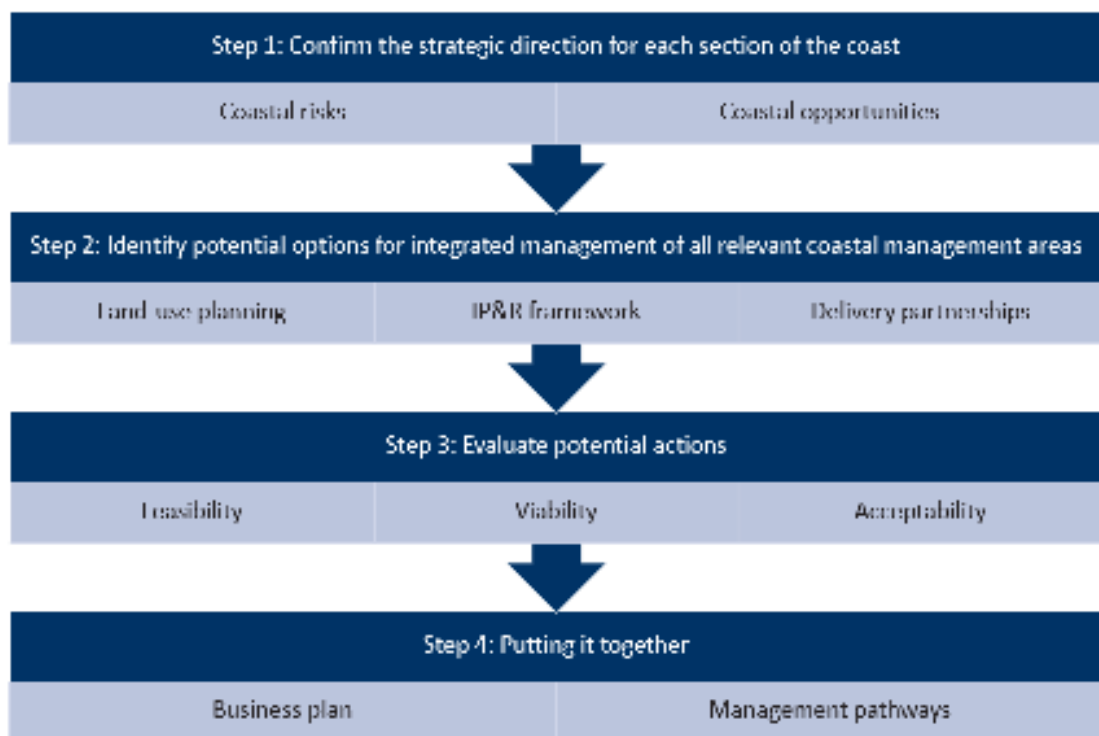 Step 1: Confirm the strategic direction for each section of the coast
Coastal risks
Coastal opportunities
Step 2: Identify potential options for integrated management of all relevant coastal management areas
Land-use planning
IP&R framework
Delivery partnerships
Step 3: Evaluate potential actions
Feasibility
Viability
Acceptability
Step 4: Putting it together
Business plan
Management pathways